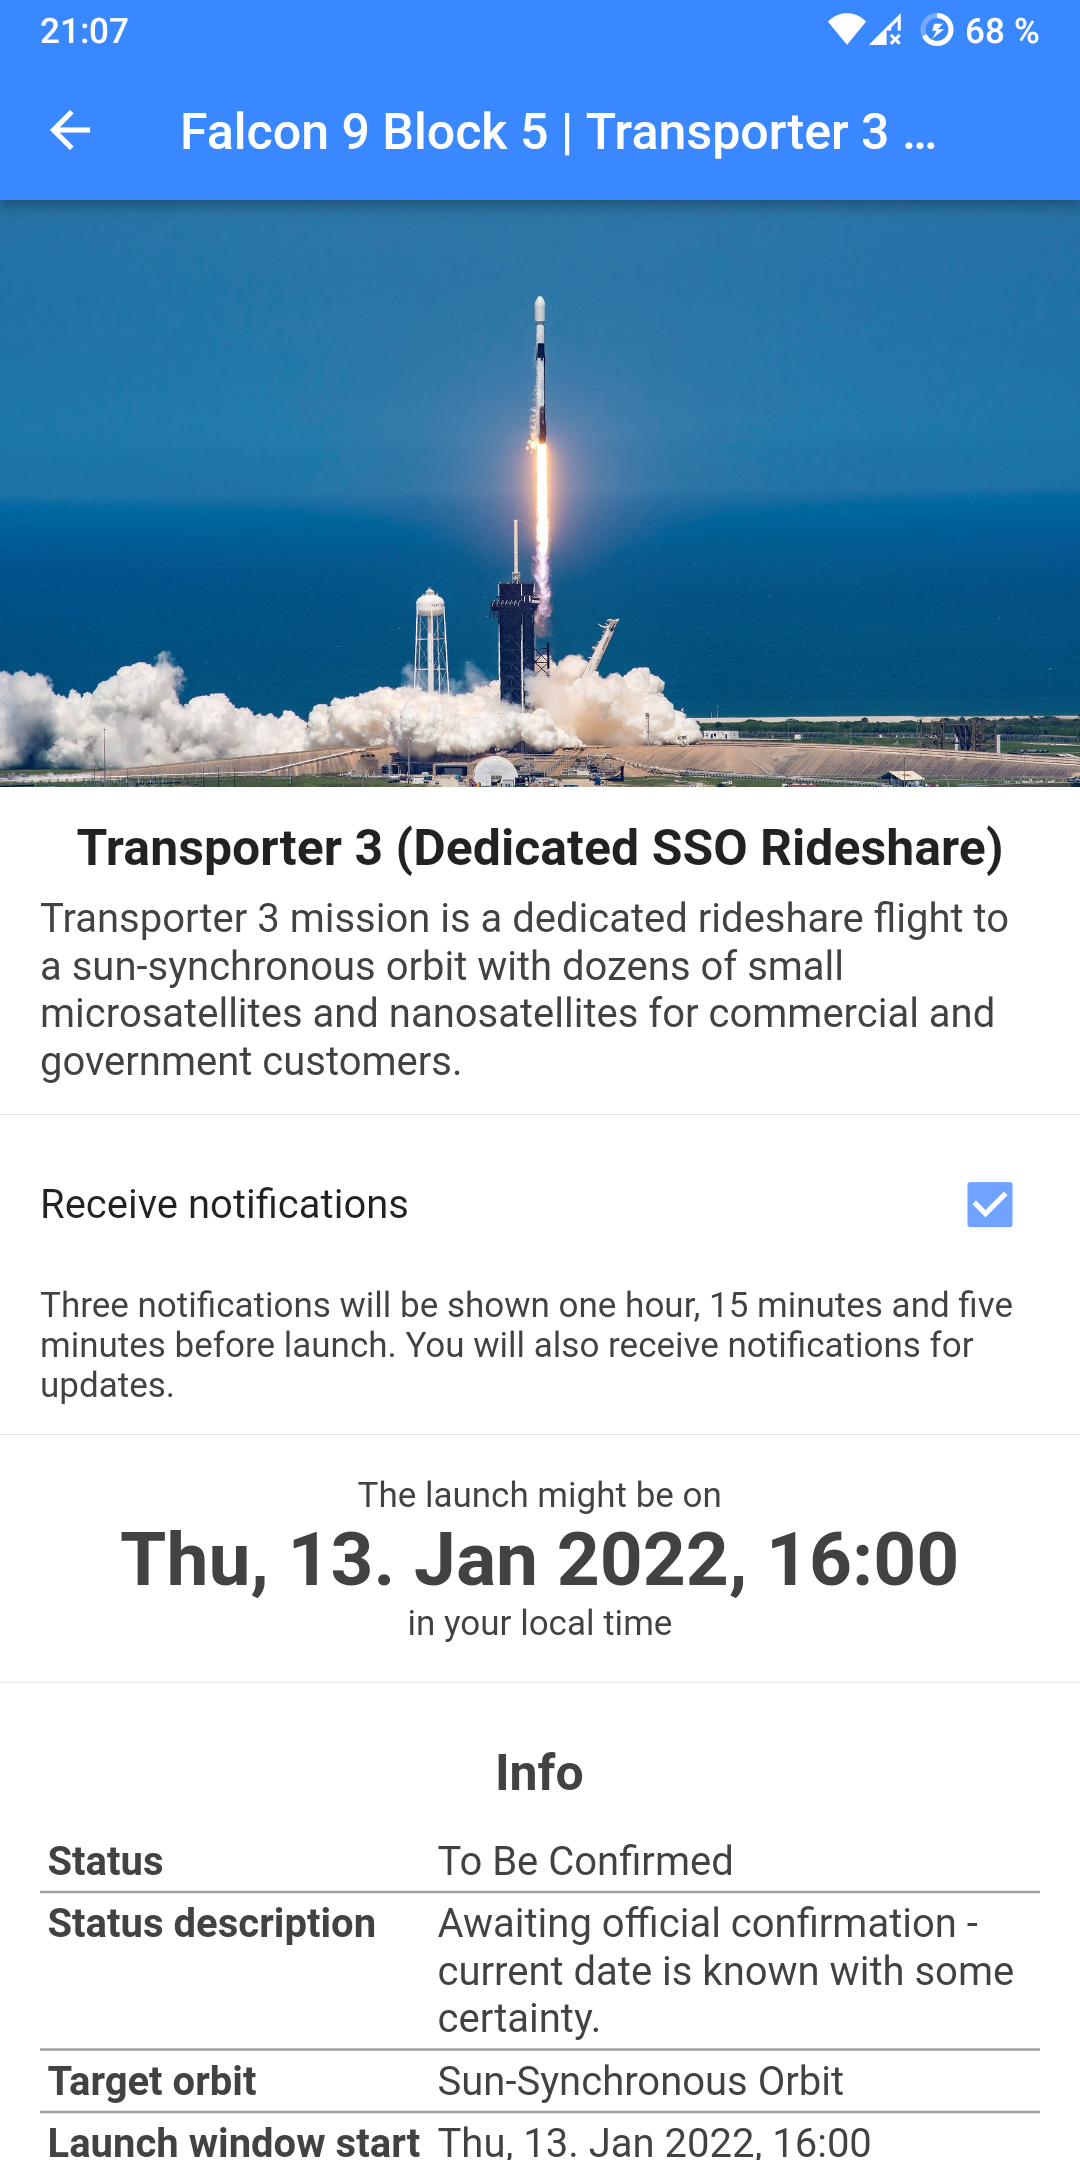 21:07
68 %
Falcon 9 Block 5 | Transporter 3 ...
Transporter 3 (Dedicated SSO Rideshare)
Transporter 3 mission is a dedicated rideshare flight to
a sun-synchronous orbit with dozens of small
microsatellites and nanosatellites for commercial and
government customers.
Receive notifications
Three notifications will be shown one hour, 15 minutes and five
minutes before launch. You will also receive notifications for
updates.
The launch might be on
Thu, 13. Jan 2022, 16:00
in your local time
Info
Status To Be Confirmed
Status description Awaiting official confirmation -
current date is known with some
certainty.
Target orbit Sun-Synchronous Orbit
Launch window start Thu, 13. Jan 2022, 16:00